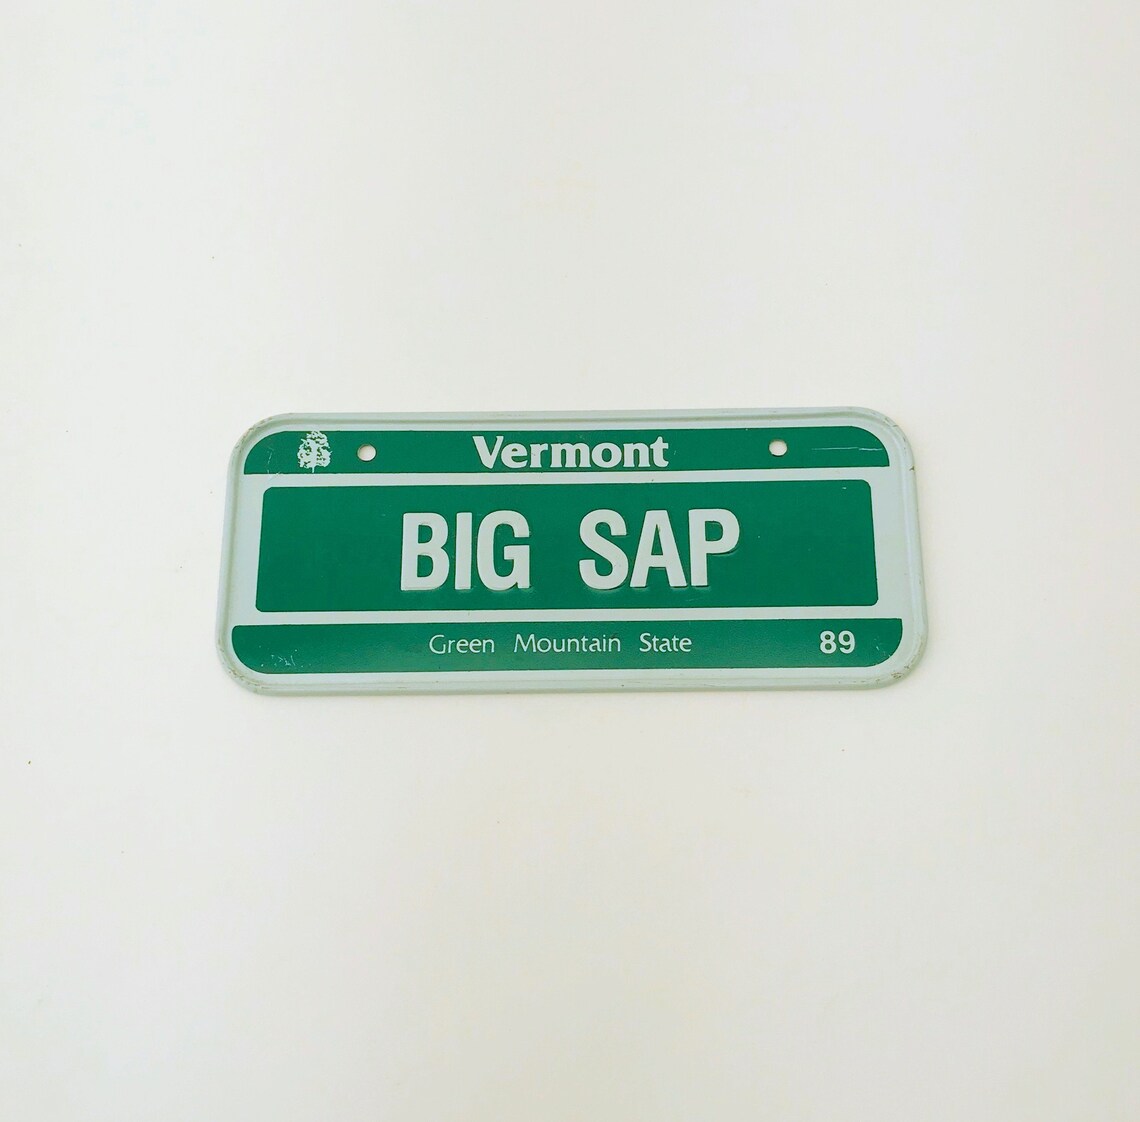 Vermont
BIG SAP
Green Mountain State 89